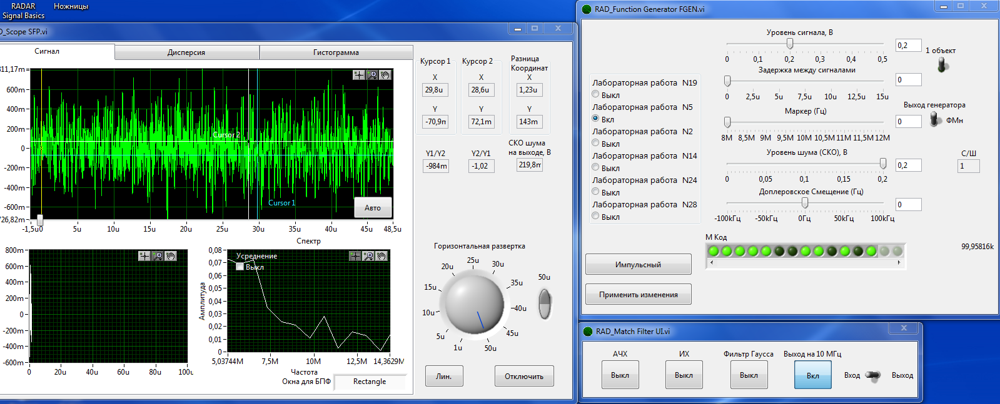 RADAR
Signal Basics
Ножницы
D_Scope SFP.vi
Сигнал
Дисперсия
Гистограмма
811,17m
600m
400m
200m
0
-200m
-400m
-600m
726,82m
Cursor 2
Cursor 1
Авто
-1,5u
0
5u
10u
15u
20u
25u
30u
35u
40u
45u
48,5u
Спектр
800m
600m
400m
200m
0
-200m
-400m
-600m
0
20u
40u
60u
80u
100u
0,08
0,07
0,06
0,05
0,04
0,03
0,02
0,01
0
Амплитуда
Усреднение
Выкл
5,03744M
7,5M
10M
12,5M
14,3629M
Частота
Окна для БПФ
Rectangle
Курсор 1
Курсор 2
Разница
Координат
X
X
X
29,8u
28,6u
1,23u
Y
Y
Y
-70,9m
72,1m
143m
СКО шума
на выходе, В
Y1/Y2
Y2/Y1
-984m
-1,02
219,8m
Горизонтальная развертка
1u
5u
10u
15u
20u
25u
30u
35u
40u
45u
50u
50u
Лин.
Отключить
RAD_Function Generator FGEN.vi
Лабораторная работа N19
Выкл
Лабораторная работа N5
Вкл
Лабораторная работа N2
Выкл
Лабораторная работа N14
Выкл
Лабораторная работа N24
Выкл
Лабораторная работа N28
Выкл
Импульсный
Применить изменения
Уровень сигнала, В
0
0,1
0,2
0,3
0,4
0,5
0,2
1 объект
Задержка между сигналами
0
2,5u
5u
7,5u
10u
12,5u
15u
0
Маркер (Гц)
8M
8,5M
9M
9,5M
10M
10,5M
11M
11,5M
12M
0
Выход генератора
ФМн
Уровень шума (СКО), В
0
0,05
0,1
0,15
0,2
0,2
С/Ш
1
Доплеровское Смещение (Гц)
-100кГц
-50кГц
0Гц
50кГц
100кГц
0
М Код
99,95816k
RAD_Match Filter UI.vi
АЧХ
ИХ
Фильтр Гаусса
Выход на 10 МГц
Выкл
Выкл
Выкл
Вкл
Вход
Выход